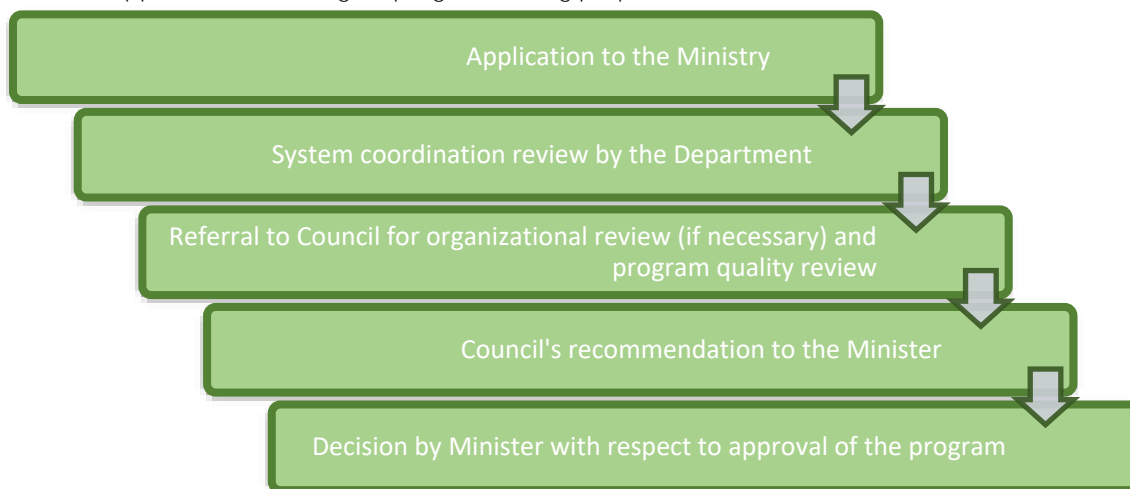 Application to the Ministry
System coordination review by the Department
Referral to Council for organizational review (if necessary) and
program quality review
Council's recommendation to the Minister
Decision by Minister with respect to approval of the program